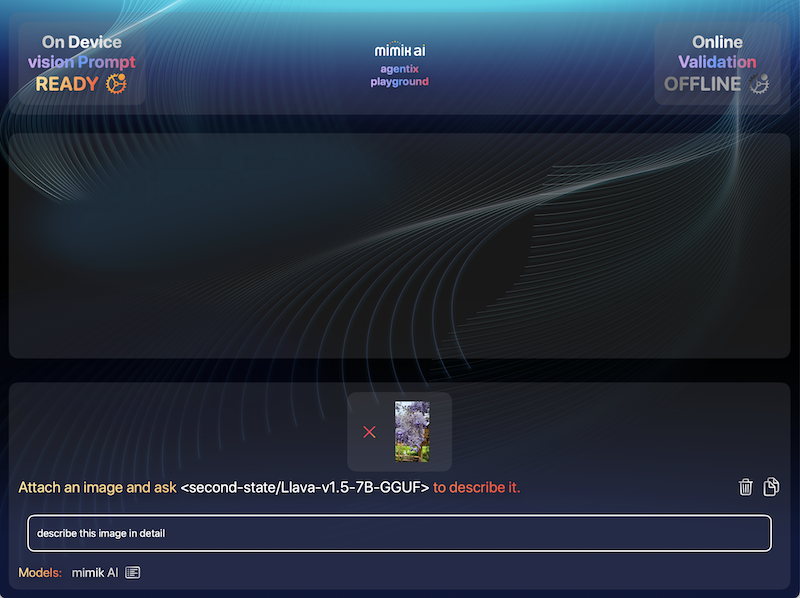 On Device
vision Prompt
READY
mimik ai
agentix
playground
Online
Validation
OFFLINE
Attach an image and ask <second-state/Llava-v1.5-7B-GGUF> to describe it.
describe this image in detail
Models: mimik AI